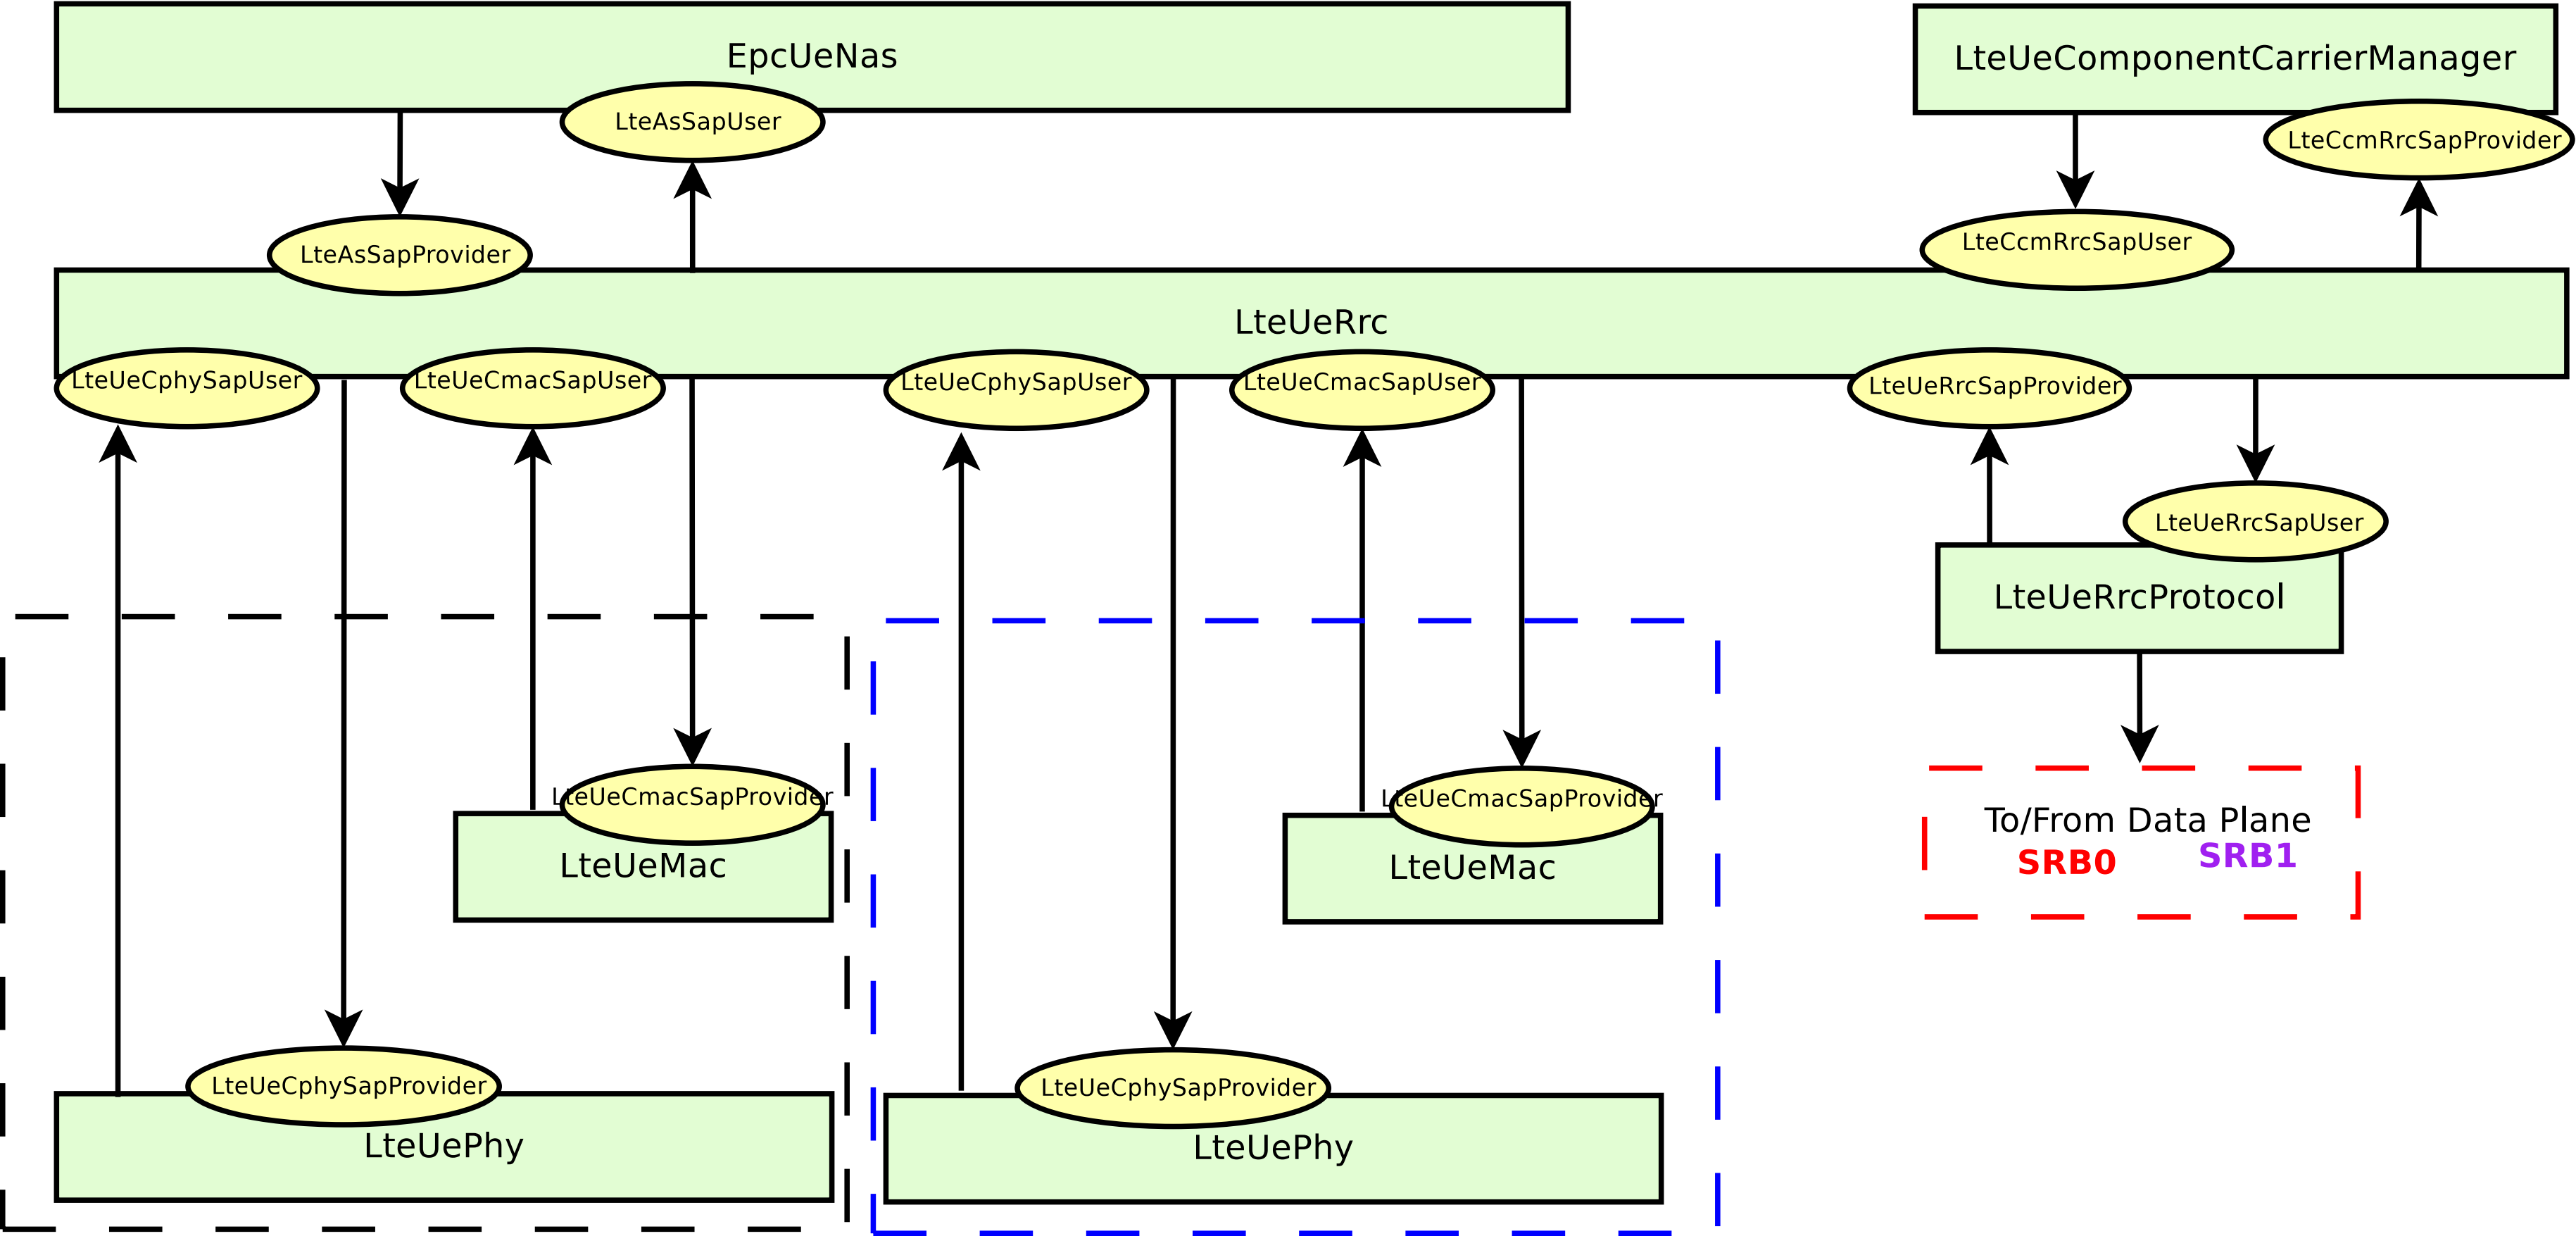 EpcUeNas
LteUeComponentCarrierManager
LteAsSapUser
LteCcmRrcSapProvider
LteAsSapProvider
LteCcmRrcSapUser
LteUeRrc
LteUeCphySapUser
LteUeCmacSapUser
LteUeCphySapUser
LteUeCmacSapUser
LteUeRrcSapProvider
LteUeRrcSapUser
LteUeRrcProtocol
LteUeCmacSapProvider
LteUeCmacSapProvider
To/From Data Plane
SRB0
SRB1
LteUeMac
LteUeMac
LteUeCphySapProvider
LteUeCphySapProvider
LteUePhy
LteUePhy